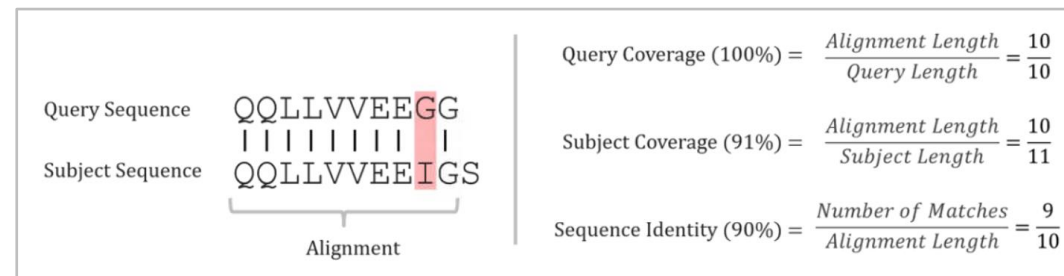 Query Sequence QQLLVVEEGG
Subject Sequence QQLLVVEEIGS
Alignment
Query Coverage (100%) = Alignment Length / Query Length = 10 / 10
Subject Coverage (91%) = Alignment Length / Subject Length = 10 / 11
Sequence Identity (90%) = Number of Matches / Alignment Length = 9 / 10